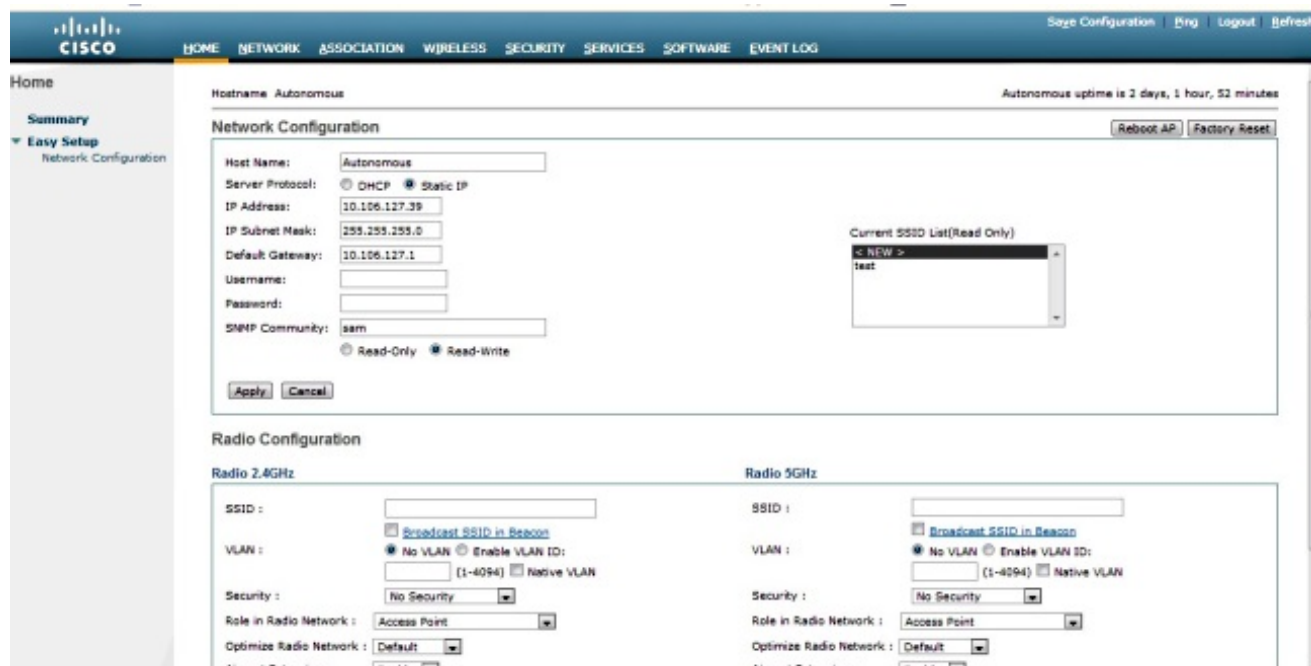 Save Configuration Ping Logout Refres
CISCO
HOME NETWORK ASSOCIATION WIRELESS SECURITY SERVICES SOFTWARE EVENT LOG
Home
Hostname Autonomous
Autonomous uptime is 2 days, 1 hour, 52 minutes
Summary
Easy Setup
Network Configuration
Network Configuration
Reboot AP Factory Reset
Host Name: Autonomous
Server Protocol: DHCP Static IP
IP Address: 10.106.127.39
IP Subnet Mask: 255.255.255.0
Default Gateway: 10.106.127.1
Username:
Password:
SNMP Community: sam
Read-Only Read-Write
Current SSID List(Read Only)
< NEW >
test
Apply Cancel
Radio Configuration
Radio 2.4GHz
SSID :
Broadcast SSID in Beacon
VLAN : No VLAN Enable VLAN ID:
(1-4094) Native VLAN
Security : No Security
Role in Radio Network : Access Point
Optimize Radio Network : Default
Radio 5GHz
SSID :
Broadcast SSID in Beacon
VLAN : No VLAN Enable VLAN ID:
(1-4094) Native VLAN
Security : No Security
Role in Radio Network : Access Point
Optimize Radio Network : Default